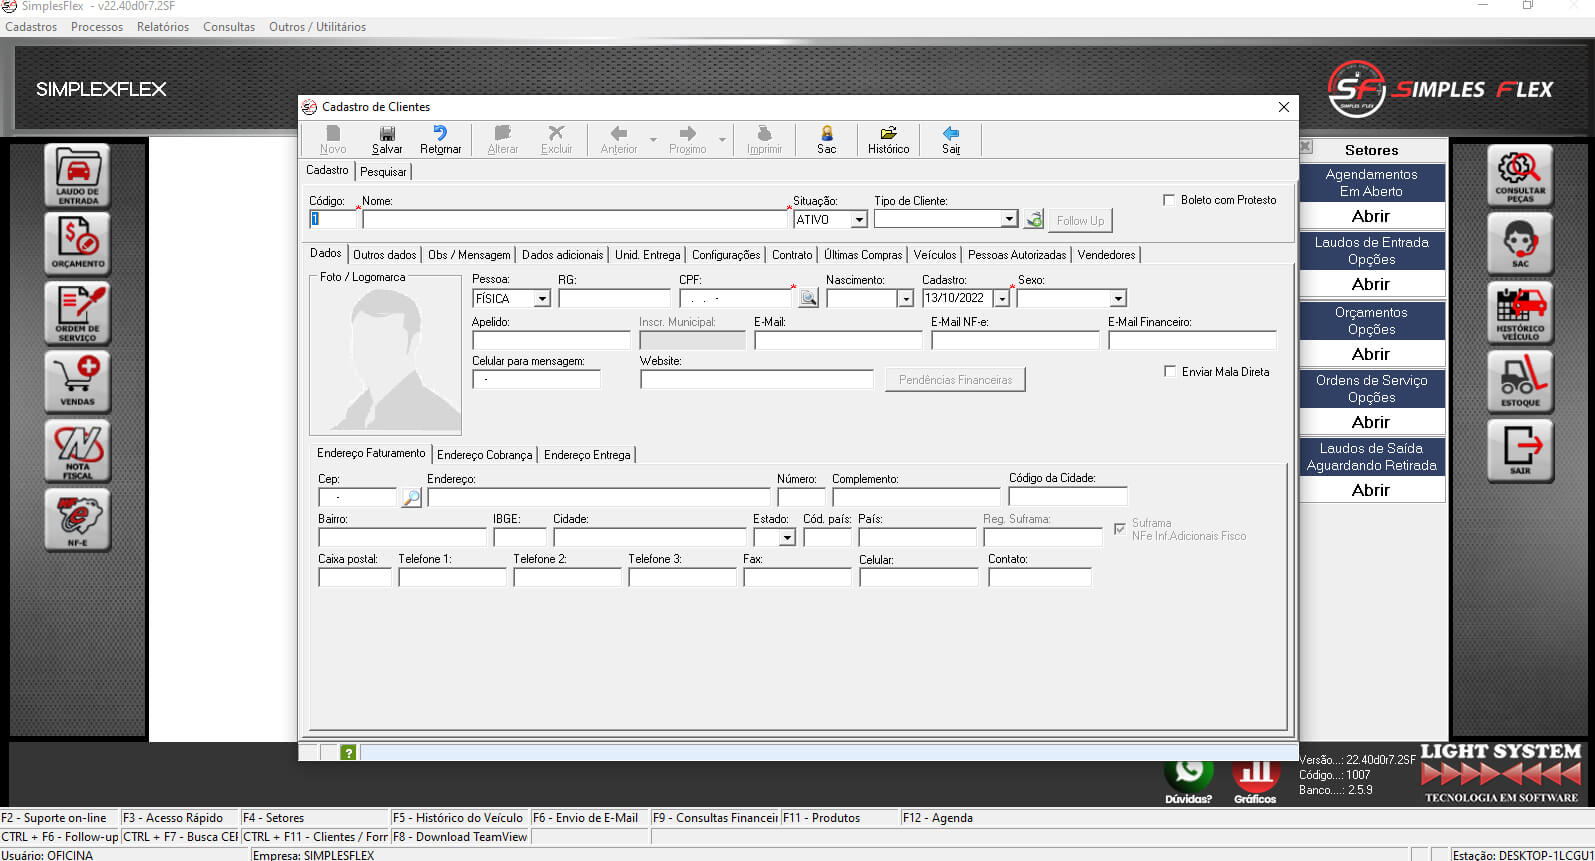 SimplesFlex - v22.40d0r7.2SF
Cadastros Processos Relatórios Consultas Outros / Utilitários
SIMPLEXFLEX
SF SIMPLES FLEX
SIMPLES FLEX
Cadastro de Clientes
Novo Salvar Retornar Alterar Excluir Anterior Proximo Imprimir Sac Histórico Sair
Cadastro Pesquisar
Código: * Nome: * Situação: Tipo de Cliente: Boleto com Protesto
1 ATIVO Follow Up
Dados Outros dados Obs / Mensagem Dados adicionais Unid. Entrega Configurações Contrato Últimas Compras Veículos Pessoas Autorizadas Vendedores
Foto / Logomarca
Pessoa: RG: CPF: * Nascimento: Cadastro: * Sexo:
FÍSICA . . - 13/10/2022
Apelido: Inscr. Municipal: E-Mail: E-Mail NF-e: E-Mail Financeiro:
Celular para mensagem: Website:
- Pendências Financeiras Enviar Mala Direta
Endereço Faturamento Endereço Cobrança Endereço Entrega
Cep: Endereço: Número: Complemento: Código da Cidade:
-
Bairro: IBGE: Cidade: Estado: Cód. país: País: Reg. Suframa: Suframa
NFe Inf.Adicionais Fisco
Caixa postal: Telefone 1: Telefone 2: Telefone 3: Fax: Celular: Contato:
?
LAUDO DE
ENTRADA
ORÇAMENTO
ORDEM DE
SERVIÇO
VENDAS
NOTA
FISCAL
NF-E
Setores
Agendamentos
Em Aberto
Abrir
Laudos de Entrada
Opções
Abrir
Orçamentos
Opções
Abrir
Ordens de Serviço
Opções
Abrir
Laudos de Saída
Aguardando Retirada
Abrir
CONSULTAR
PEÇAS
SAC
HISTÓRICO
VEÍCULO
ESTOQUE
SAIR
Dúvidas? Gráficos
Versão...: 22.40d0r7.2SF
Código...: 1007
Banco....: 2.5.9
LIGHT SYSTEM
TECNOLOGIA EM SOFTWARE
F2 - Suporte on-line F3 - Acesso Rápido F4 - Setores F5 - Histórico do Veículo F6 - Envio de E-Mail F9 - Consultas Financeir F11 - Produtos F12 - Agenda
CTRL + F6 - Follow-up CTRL + F7 - Busca CEP CTRL + F11 - Clientes / Forn F8 - Download TeamView
Usuário: OFICINA Empresa: SIMPLESFLEX Estação: DESKTOP-1LCGU1